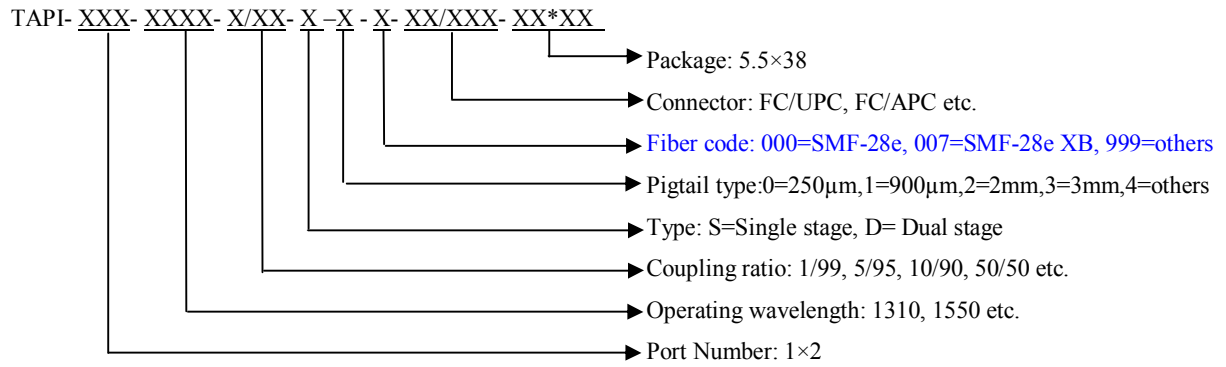 TAPI- XXX- XXXX- X/XX- X –X - X- XX/XXX- XX*XX
Package: 5.5×38
Connector: FC/UPC, FC/APC etc.
Fiber code: 000=SMF-28e, 007=SMF-28e XB, 999=others
Pigtail type:0=250μm,1=900μm,2=2mm,3=3mm,4=others
Type: S=Single stage, D= Dual stage
Coupling ratio: 1/99, 5/95, 10/90, 50/50 etc.
Operating wavelength: 1310, 1550 etc.
Port Number: 1×2